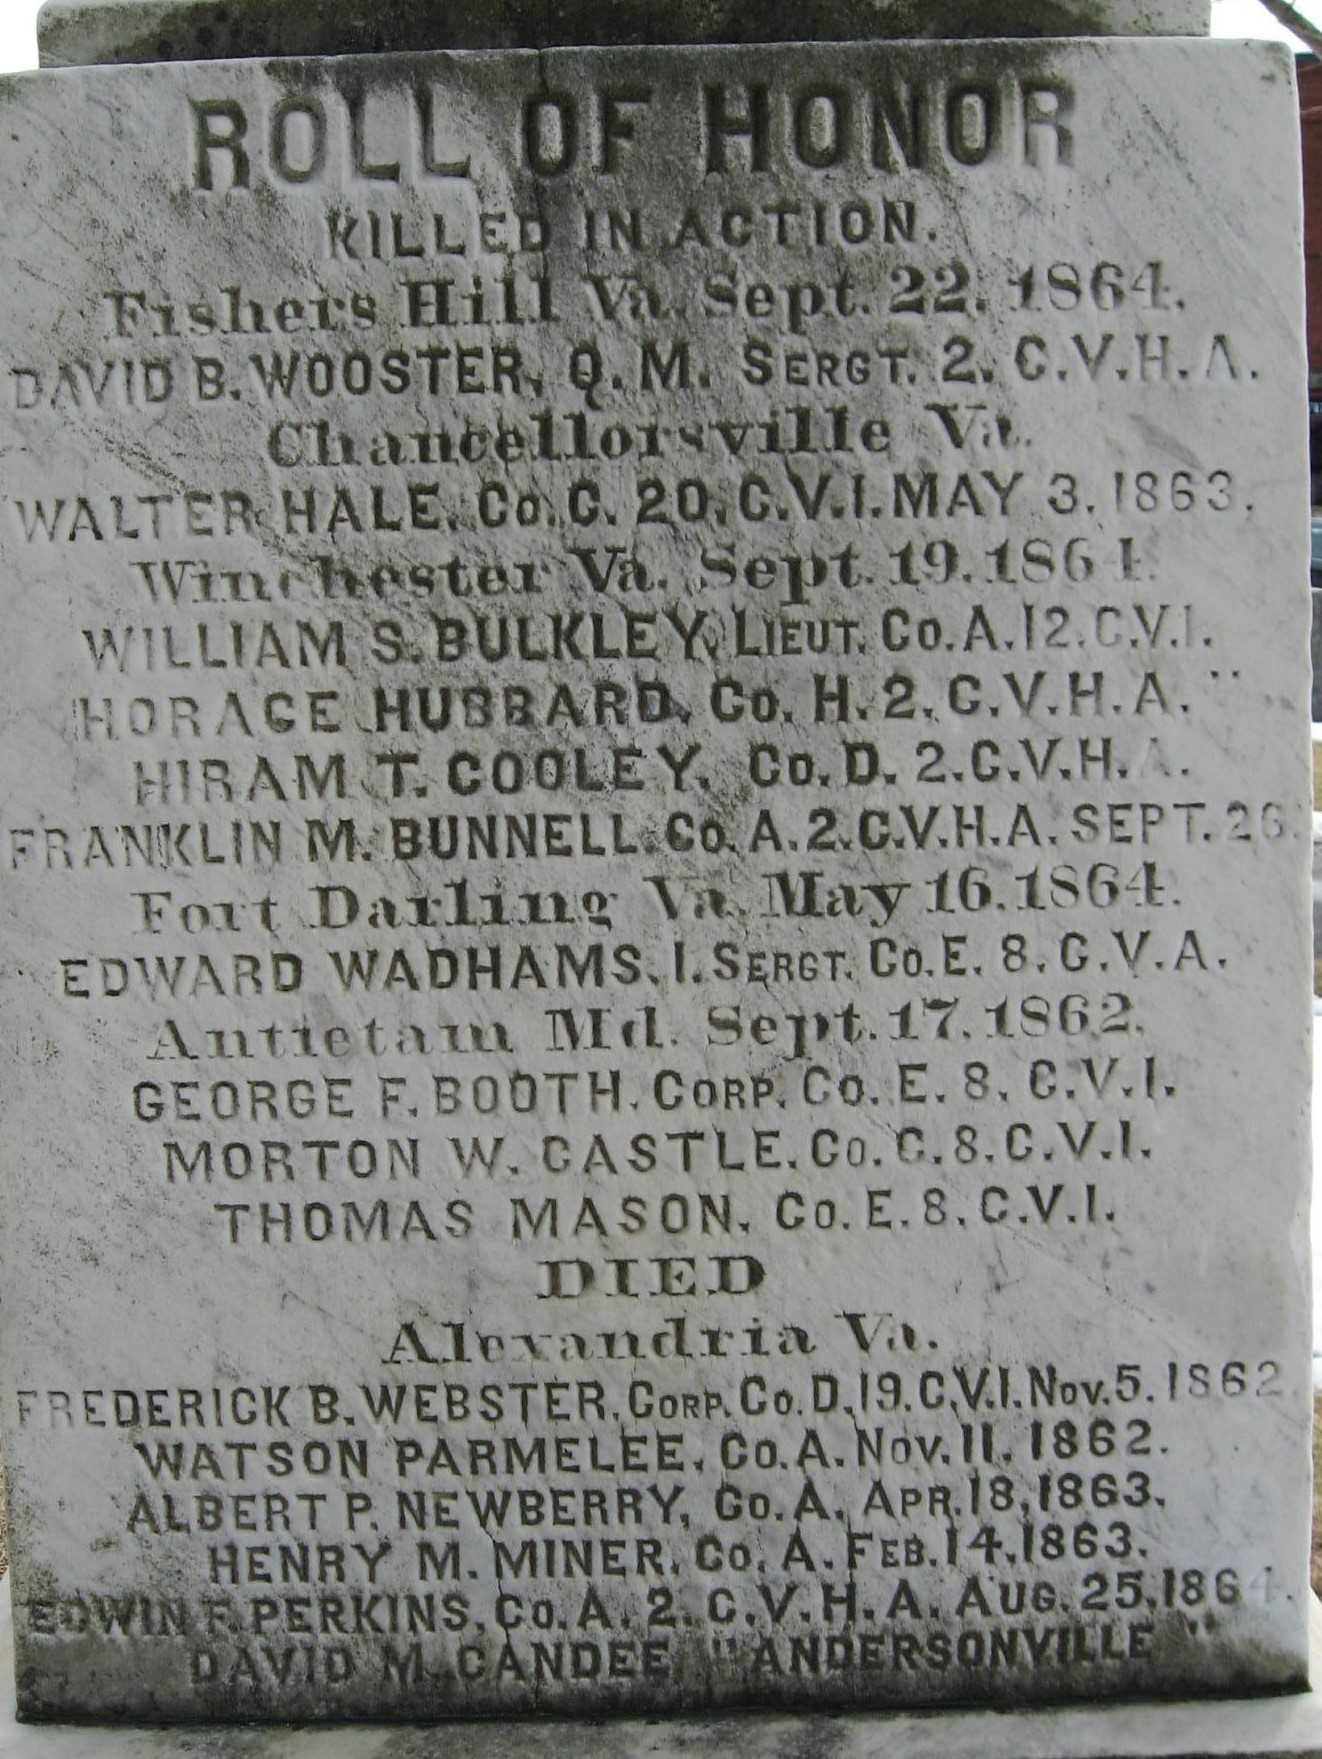 ROLL OF HONOR
KILLED IN ACTION.
Fishers Hill Va. Sept. 22. 1864.
DAVID B. WOOSTER, Q. M. SERGT. 2. C.V.H.A.
Chancellorsville Va.
WALTER HALE. Co. C. 20. C.V.I. MAY 3. 1863.
Winchester Va. Sept. 19. 1864.
WILLIAM S. BULKLEY, LIEUT. Co. A. 12. C.V.I.
HORACE HUBBARD, Co. H. 2. C.V.H.A. "
HIRAM T. COOLEY, Co. D. 2. C.V.H.A.
FRANKLIN M. BUNNELL. Co. A. 2. C.V.H.A. SEPT. 26.
Fort Darling Va. May 16. 1864.
EDWARD WADHAMS. 1. SERGT. Co. E. 8. C.V.A.
Antietam Md. Sept. 17. 1862.
GEORGE F. BOOTH. CORP. Co. E. 8. C.V.I.
MORTON W. CASTLE. Co. C. 8. C.V.I.
THOMAS MASON. Co. E. 8. C.V.I.
DIED
Alexandria Va.
FREDERICK B. WEBSTER. CORP. Co. D. 19. C.V.I. Nov. 5. 1862.
WATSON PARMELEE. Co. A. Nov. 11. 1862.
ALBERT P. NEWBERRY, Co. A. APR. 18, 1863.
HENRY M. MINER. Co. A. FEB. 14. 1863.
EDWIN F. PERKINS. Co. A. 2. C.V.H.A. AUG. 25. 1864.
DAVID M. CANDEE "ANDERSONVILLE"